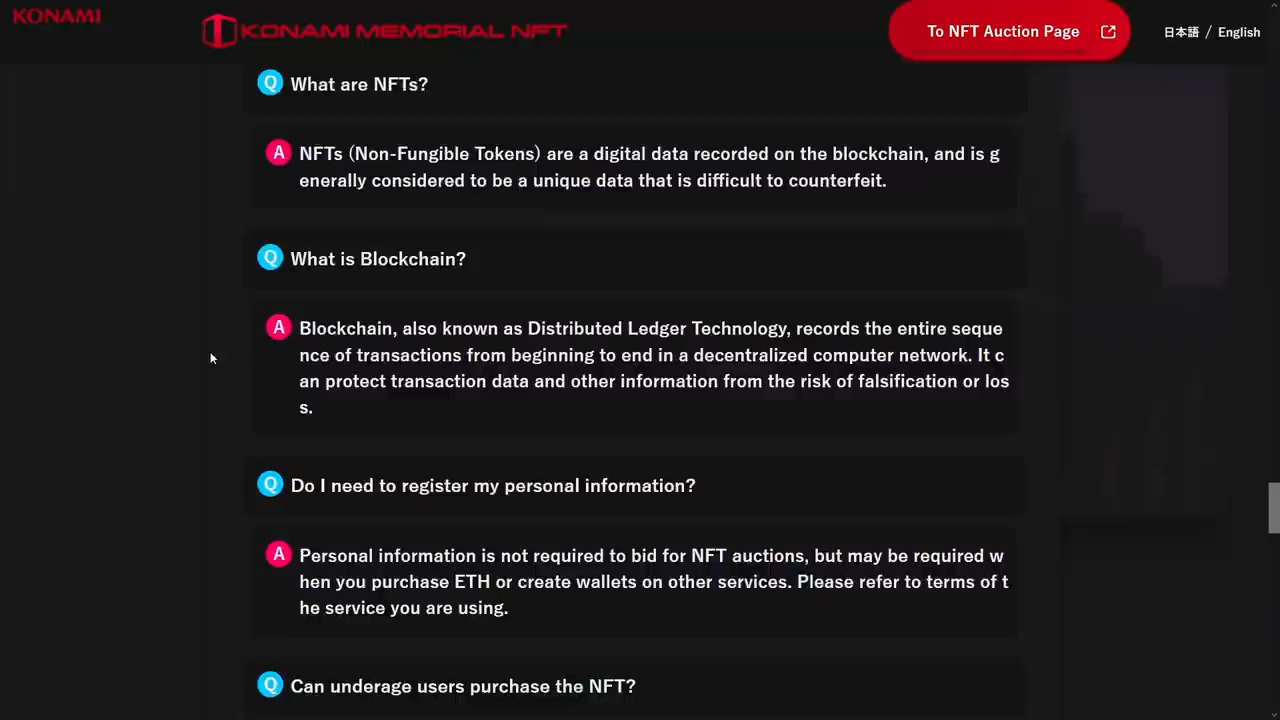 KONAMI
KONAMI MEMORIAL NFT
To NFT Auction Page
日本語 / English
Q What are NFTs?
A NFTs (Non-Fungible Tokens) are a digital data recorded on the blockchain, and is g
enerally considered to be a unique data that is difficult to counterfeit.
Q What is Blockchain?
A Blockchain, also known as Distributed Ledger Technology, records the entire seque
nce of transactions from beginning to end in a decentralized computer network. It c
an protect transaction data and other information from the risk of falsification or los
s.
Q Do I need to register my personal information?
A Personal information is not required to bid for NFT auctions, but may be required w
hen you purchase ETH or create wallets on other services. Please refer to terms of t
he service you are using.
Q Can underage users purchase the NFT?